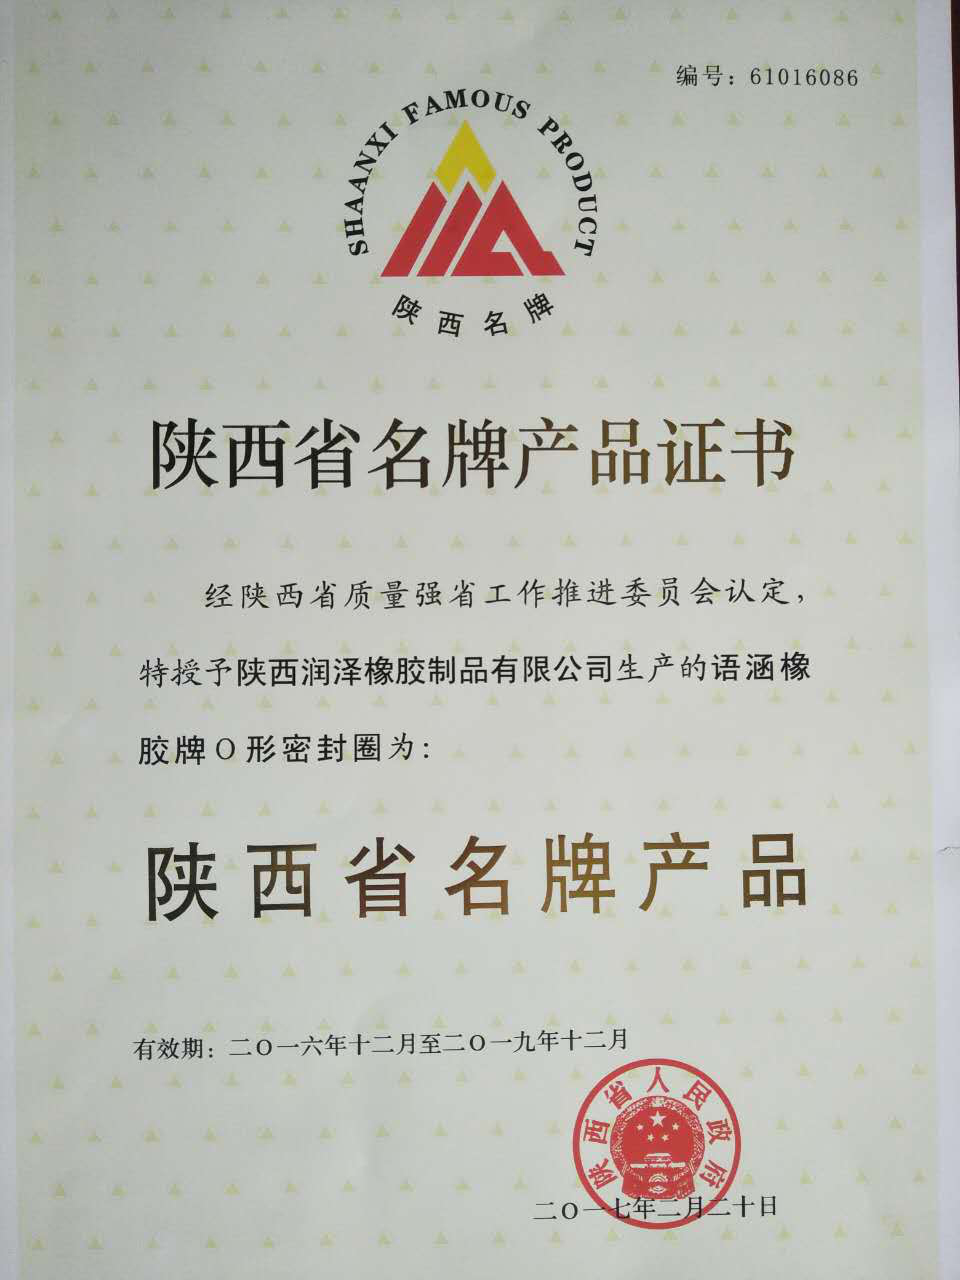 编号：61016086
SHAANXI FAMOUS PRODUCT
陕西名牌
陕西省名牌产品证书
经陕西省质量强省工作推进委员会认定，
特授予陕西润泽橡胶制品有限公司生产的语涵橡
胶牌O形密封圈为：
陕西省名牌产品
有效期：二O一六年十二月至二O一九年十二月
陕西省人民政府
二O一七年二月二十日